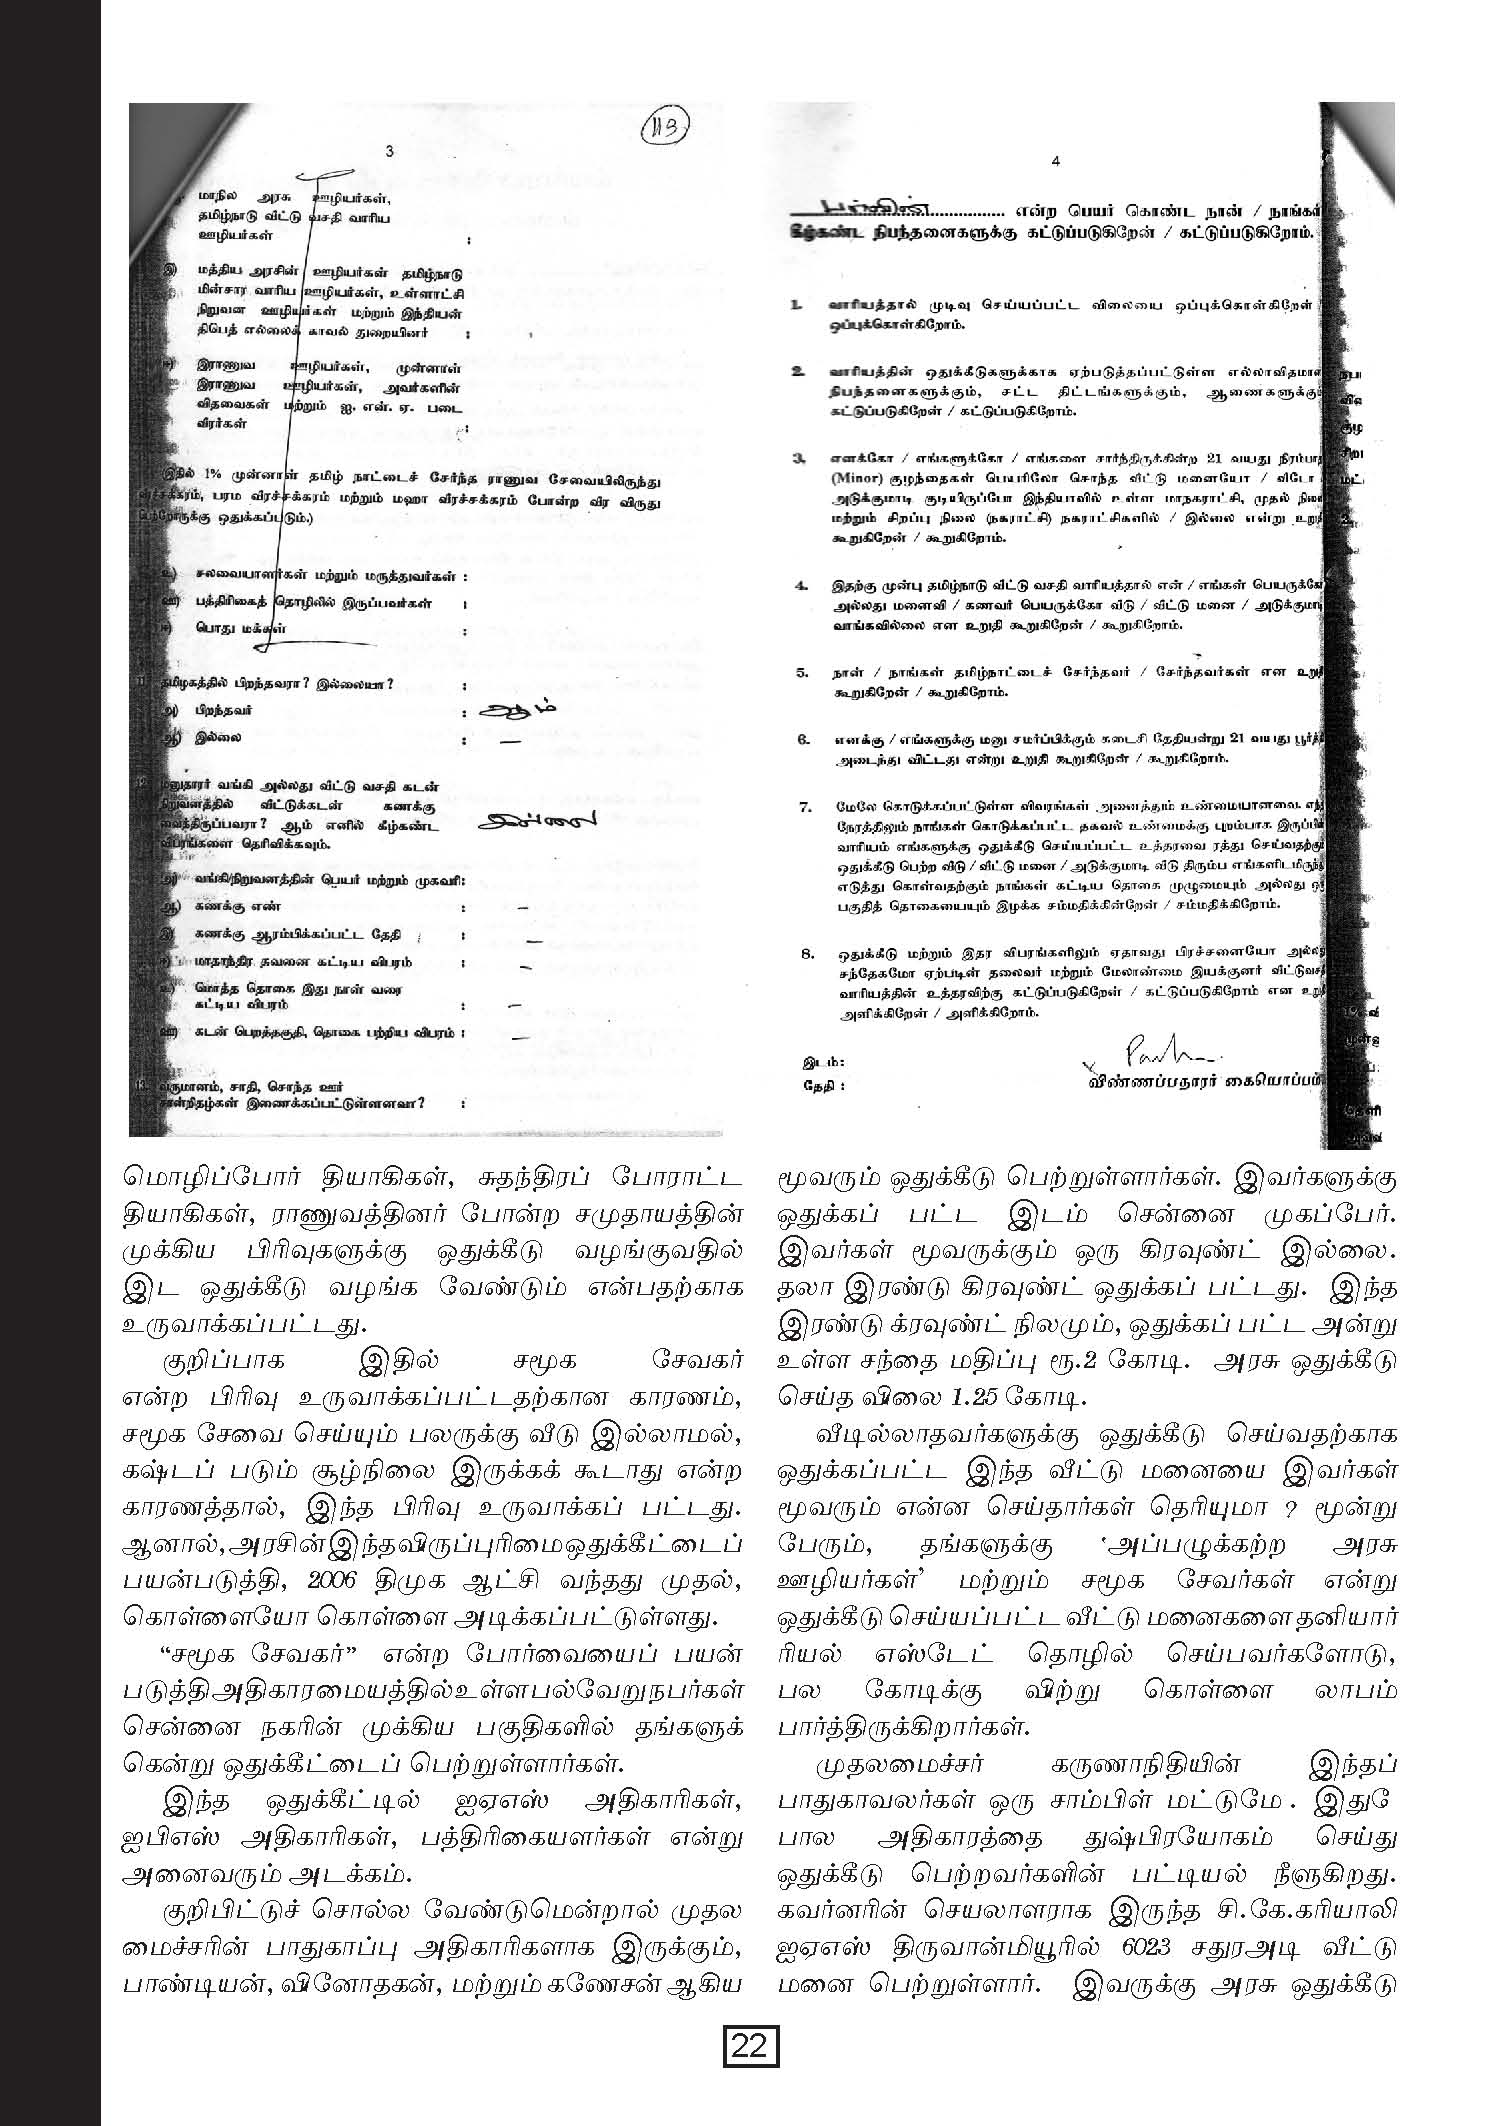 3
113
மாநில அரசு ஊழியர்கள்,
தமிழ்நாடு வீட்டு வசதி வாரிய
ஊழியர்கள் :
இ) மத்திய அரசின் ஊழியர்கள் தமிழ்நாடு
மின்சார வாரிய ஊழியர்கள், உள்ளாட்சி
நிறுவன ஊழியர்கள் மற்றும் இந்தியன்
திபெத் எல்லைக் காவல் துறையினர் :
ஈ) இராணுவ ஊழியர்கள், முன்னாள்
இராணுவ ஊழியர்கள், அவர்களின்
விதவைகள் மற்றும் ஐ. என். ஏ. படை
வீரர்கள் :
இதில் 1% முன்னாள் தமிழ் நாட்டைச் சேர்ந்த ராணுவ சேவையிலிருந்து
வீரச்சக்கரம், பரம வீரச்சக்கரம் மற்றும் மஹா வீரச்சக்கரம் போன்ற வீர விருது
பெற்றோருக்கு ஒதுக்கப்படும்.)
உ) சலவையாளர்கள் மற்றும் மருத்துவர்கள் :
ஊ) பத்திரிகைத் தொழிலில் இருப்பவர்கள் :
பொது மக்கள் :
11. தமிழகத்தில் பிறந்தவரா? இல்லையா? :
அ) பிறந்தவர் : ஆம்
ஆ) இல்லை : —
12. மனுதாரர் வங்கி அல்லது வீட்டு வசதி கடன்
நிறுவனத்தில் வீட்டுக்கடன் கணக்கு
வைத்திருப்பவரா? ஆம் எனில் கீழ்கண்ட இல்லை
விபரங்களை தெரிவிக்கவும்.
அ) வங்கி/நிறுவனத்தின் பெயர் மற்றும் முகவரி:
ஆ) கணக்கு எண் : —
இ) கணக்கு ஆரம்பிக்கப்பட்ட தேதி : —
ஈ) மாதாந்திர தவணை கட்டிய விபரம் : —
உ) மொத்த தொகை இது நாள் வரை
கட்டிய விபரம் : —
ஊ) கடன் பெறத்தகுதி, தொகை பற்றிய விபரம் : —
13. வருமானம், சாதி, சொந்த ஊர்
சான்றிதழ்கள் இணைக்கப்பட்டுள்ளனவா? :
4
................ என்ற பெயர் கொண்ட நான் / நாங்கள்
கீழ்கண்ட நிபந்தனைகளுக்கு கட்டுப்படுகிறேன் / கட்டுப்படுகிறோம்.
1. வாரியத்தால் முடிவு செய்யப்பட்ட விலையை ஒப்புக்கொள்கிறேன் /
ஒப்புக்கொள்கிறோம்.
2. வாரியத்தின் ஒதுக்கீடுகளுக்காக ஏற்படுத்தப்பட்டுள்ள எல்லாவிதமான
நிபந்தனைகளுக்கும், சட்ட திட்டங்களுக்கும், ஆணைகளுக்கும்
கட்டுப்படுகிறேன் / கட்டுப்படுகிறோம்.
3. எனக்கோ / எங்களுக்கோ / எங்களை சார்ந்திருக்கின்ற 21 வயது நிரம்பாத
(Minor) குழந்தைகள் பெயரிலோ சொந்த வீட்டு மனையோ / வீடோ
அடுக்குமாடி குடியிருப்போ இந்தியாவில் உள்ள மாநகராட்சி, முதல் நிலை
மற்றும் சிறப்பு நிலை (நகராட்சி) நகராட்சிகளில் / இல்லை என்று உறுதி
கூறுகிறேன் / கூறுகிறோம்.
4. இதற்கு முன்பு தமிழ்நாடு வீட்டு வசதி வாரியத்தால் என் / எங்கள் பெயருக்கோ
அல்லது மனைவி / கணவர் பெயருக்கோ வீடு / வீட்டு மனை / அடுக்குமாடி
வாங்கவில்லை என உறுதி கூறுகிறேன் / கூறுகிறோம்.
5. நான் / நாங்கள் தமிழ்நாட்டைச் சேர்ந்தவர் / சேர்ந்தவர்கள் என உறுதி
கூறுகிறேன் / கூறுகிறோம்.
6. எனக்கு / எங்களுக்கு மனு சமர்ப்பிக்கும் கடைசி தேதியன்று 21 வயது பூர்த்தி
அடைந்து விட்டது என்று உறுதி கூறுகிறேன் / கூறுகிறோம்.
7. மேலே கொடுக்கப்பட்டுள்ள விவரங்கள் அனைத்தும் உண்மையானவை. எந்த
நேரத்திலும் நாங்கள் கொடுக்கப்பட்ட தகவல் உண்மைக்கு புறம்பாக இருப்பின்
வாரியம் எங்களுக்கு ஒதுக்கீடு செய்யப்பட்ட உத்தரவை ரத்து செய்வதற்கும்
ஒதுக்கீடு பெற்ற வீடு / வீட்டு மனை / அடுக்குமாடி வீடு திரும்ப எங்களிடமிருந்து
எடுத்து கொள்வதற்கும் நாங்கள் கட்டிய தொகை முழுமையும் அல்லது ஒரு
பகுதித் தொகையையும் இழக்க சம்மதிக்கின்றேன் / சம்மதிக்கிறோம்.
8. ஒதுக்கீடு மற்றும் இதர விபரங்களிலும் ஏதாவது பிரச்சனையோ அல்லது
சந்தேகமோ ஏற்படின் தலைவர் மற்றும் மேலாண்மை இயக்குனர் வீட்டுவசதி
வாரியத்தின் உத்தரவிற்கு கட்டுப்படுகிறேன் / கட்டுப்படுகிறோம் என உறுதி
அளிக்கிறேன் / அளிக்கிறோம்.
இடம்:
தேதி :
விண்ணப்பதாரர் கையொப்பம்
மொழிப்போர் தியாகிகள், சுதந்திரப் போராட்ட
தியாகிகள், ராணுவத்தினர் போன்ற சமுதாயத்தின்
முக்கிய பிரிவுகளுக்கு ஒதுக்கீடு வழங்குவதில்
இட ஒதுக்கீடு வழங்க வேண்டும் என்பதற்காக
உருவாக்கப்பட்டது.
குறிப்பாக இதில் சமூக சேவகர்
என்ற பிரிவு உருவாக்கப்பட்டதற்கான காரணம்,
சமூக சேவை செய்யும் பலருக்கு வீடு இல்லாமல்,
கஷ்டப் படும் சூழ்நிலை இருக்கக் கூடாது என்ற
காரணத்தால், இந்த பிரிவு உருவாக்கப் பட்டது.
ஆனால்,அரசின்இந்தவிருப்புரிமைஒதுக்கீட்டைப்
பயன்படுத்தி, 2006 திமுக ஆட்சி வந்தது முதல்,
கொள்ளையோ கொள்ளை அடிக்கப்பட்டுள்ளது.
“சமூக சேவகர்” என்ற போர்வையைப் பயன்
படுத்திஅதிகாரமையத்தில்உள்ளபல்வேறுநபர்கள்
சென்னை நகரின் முக்கிய பகுதிகளில் தங்களுக்
கென்று ஒதுக்கீட்டைப் பெற்றுள்ளார்கள்.
இந்த ஒதுக்கீட்டில் ஐஏஎஸ் அதிகாரிகள்,
ஐபிஎஸ் அதிகாரிகள், பத்திரிகையளர்கள் என்று
அனைவரும் அடக்கம்.
குறிபிட்டுச் சொல்ல வேண்டுமென்றால் முதல
மைச்சரின் பாதுகாப்பு அதிகாரிகளாக இருக்கும்,
பாண்டியன், வினோதகன், மற்றும் கணேசன் ஆகிய
மூவரும் ஒதுக்கீடு பெற்றுள்ளார்கள். இவர்களுக்கு
ஒதுக்கப் பட்ட இடம் சென்னை முகப்பேர்.
இவர்கள் மூவருக்கும் ஒரு கிரவுண்ட் இல்லை.
தலா இரண்டு கிரவுண்ட் ஒதுக்கப் பட்டது. இந்த
இரண்டு க்ரவுண்ட் நிலமும், ஒதுக்கப் பட்ட அன்று
உள்ள சந்தை மதிப்பு ரூ.2 கோடி. அரசு ஒதுக்கீடு
செய்த விலை 1.25 கோடி.
வீடில்லாதவர்களுக்கு ஒதுக்கீடு செய்வதற்காக
ஒதுக்கப்பட்ட இந்த வீட்டு மனையை இவர்கள்
மூவரும் என்ன செய்தார்கள் தெரியுமா ? மூன்று
பேரும், தங்களுக்கு ‘அப்பழுக்கற்ற அரசு
ஊழியர்கள்’ மற்றும் சமூக சேவர்கள் என்று
ஒதுக்கீடு செய்யப்பட்ட வீட்டு மனைகளை தனியார்
ரியல் எஸ்டேட் தொழில் செய்பவர்களோடு,
பல கோடிக்கு விற்று கொள்ளை லாபம்
பார்த்திருக்கிறார்கள்.
முதலமைச்சர் கருணாநிதியின் இந்தப்
பாதுகாவலர்கள் ஒரு சாம்பிள் மட்டுமே . இதுபே
பால அதிகாரத்தை துஷ்பிரயோகம் செய்து
ஒதுக்கீடு பெற்றவர்களின் பட்டியல் நீளுகிறது.
கவர்னரின் செயலாளராக இருந்த சி.கே.கரியாலி
ஐஏஎஸ் திருவான்மியூரில் 6023 சதுரஅடி வீட்டு
மனை பெற்றுள்ளார். இவருக்கு அரசு ஒதுக்கீடு
22